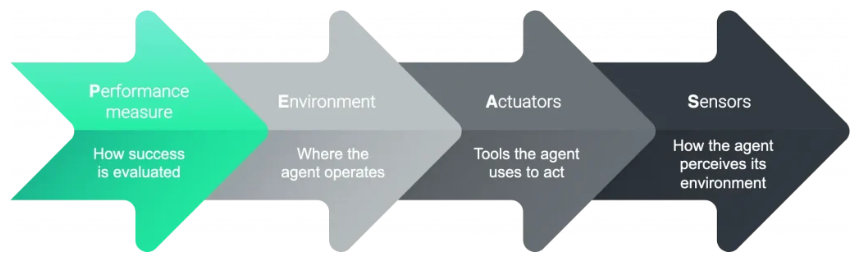 Performance
measure
How success
is evaluated
Environment
Where the
agent operates
Actuators
Tools the agent
uses to act
Sensors
How the agent
perceives its
environment